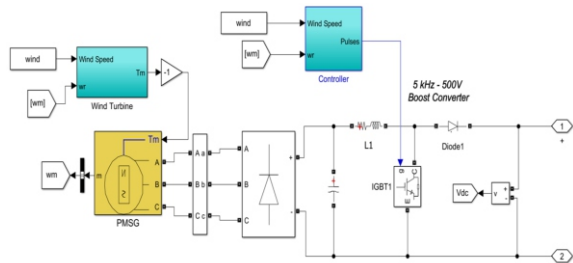 wind
Wind Speed
Pulses
[wm]
wr
Controller
wind
Wind Speed
Tm
-1
[wm]
wr
Wind Turbine
5 kHz - 500V
Boost Converter
Tm
wm
m
A
B
C
PMSG
A a
B b
C c
A
B
C
+
-
+
L1
Diode1
g
C
E
IGBT1
Vdc
v
+
-
1
+
2
-